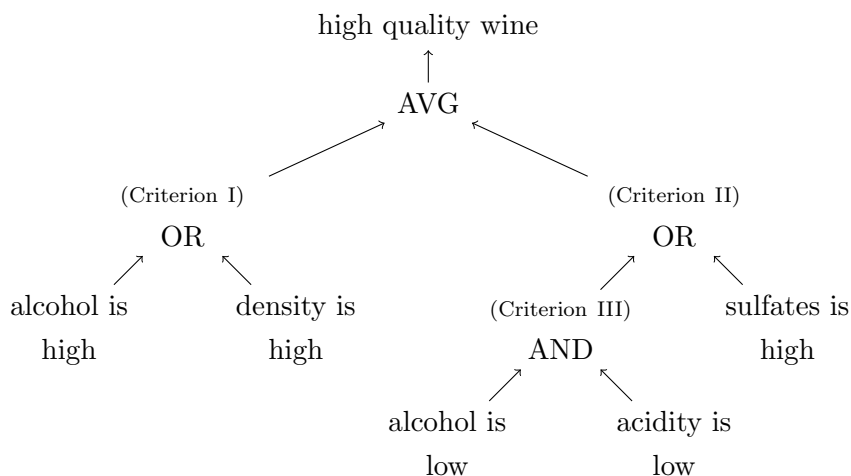 high quality wine
AVG
(Criterion I)
(Criterion II)
OR
OR
alcohol is
high
density is
high
(Criterion III)
AND
sulfates is
high
alcohol is
low
acidity is
low